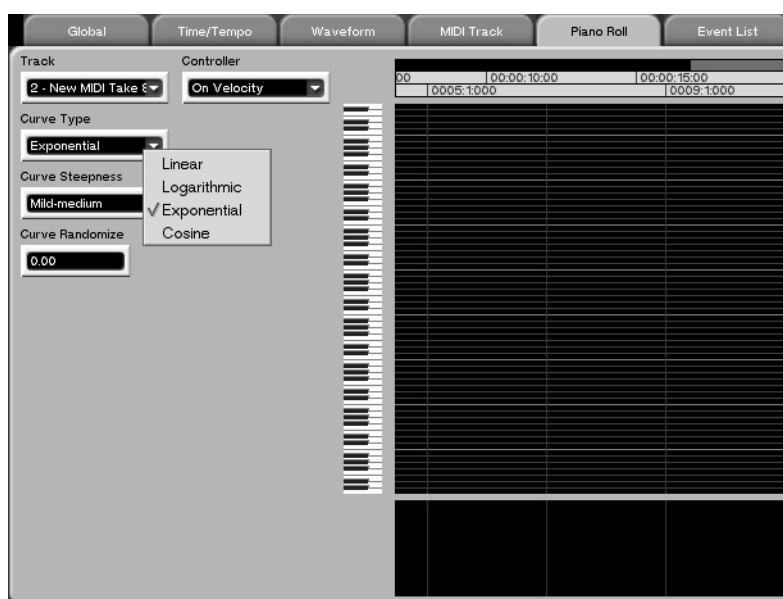 Global
Time/Tempo
Waveform
MIDI Track
Piano Roll
Event List
Track
Controller
2 - New MIDI Take
On Velocity
Curve Type
Exponential
Linear
Logarithmic
Exponential
Cosine
Curve Steepness
Mild-medium
Curve Randomize
0.00
00
00:00:10:00
00:00:15:00
0005:1:000
0009:1:000